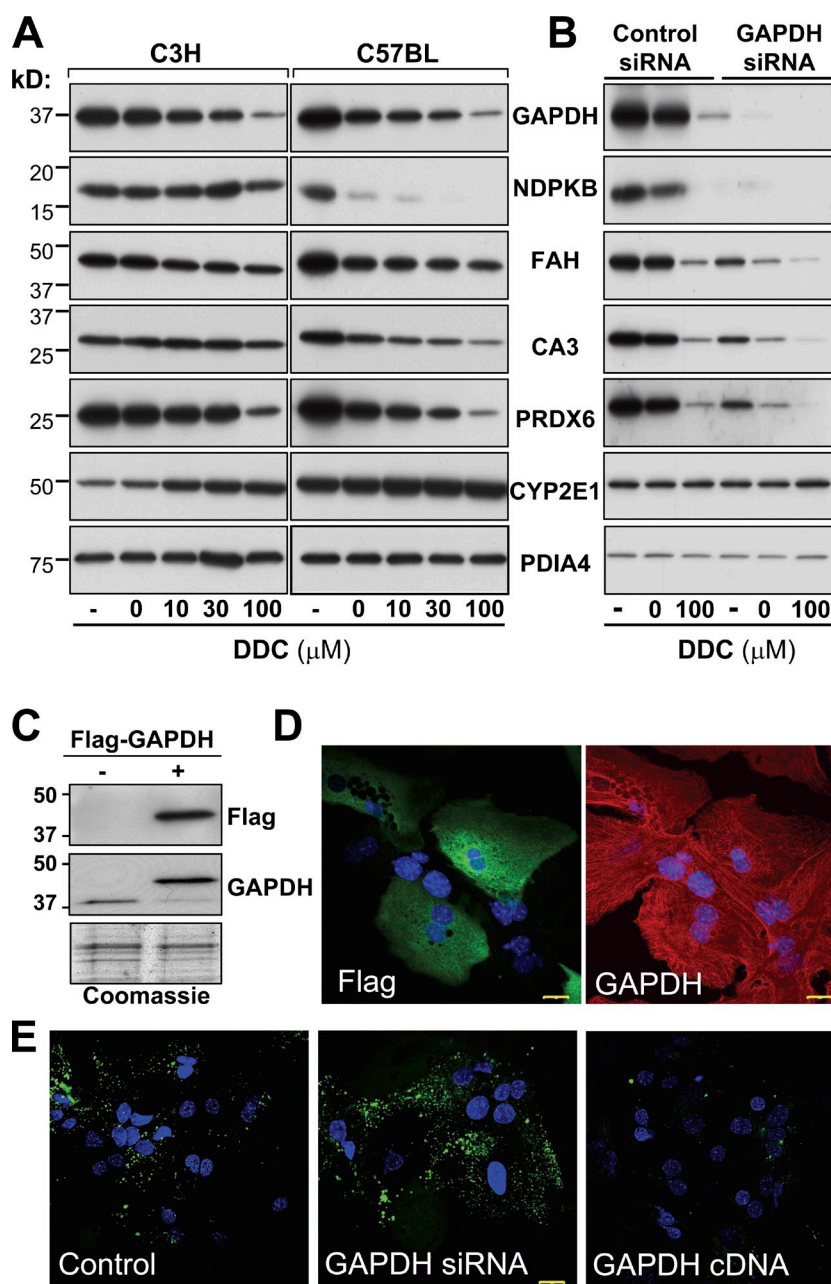 A
B
C3H
C57BL
Control siRNA
GAPDH siRNA
kD:
37
GAPDH
20
15
NDPKB
50
37
FAH
37
25
CA3
25
PRDX6
50
CYP2E1
75
PDIA4
- 0 10 30 100 - 0 10 30 100
DDC (μM)
- 0 100 - 0 100
DDC (μM)
C
Flag-GAPDH
- +
50
37
Flag
50
37
GAPDH
Coomassie
D
Flag
GAPDH
E
Control
GAPDH siRNA
GAPDH cDNA